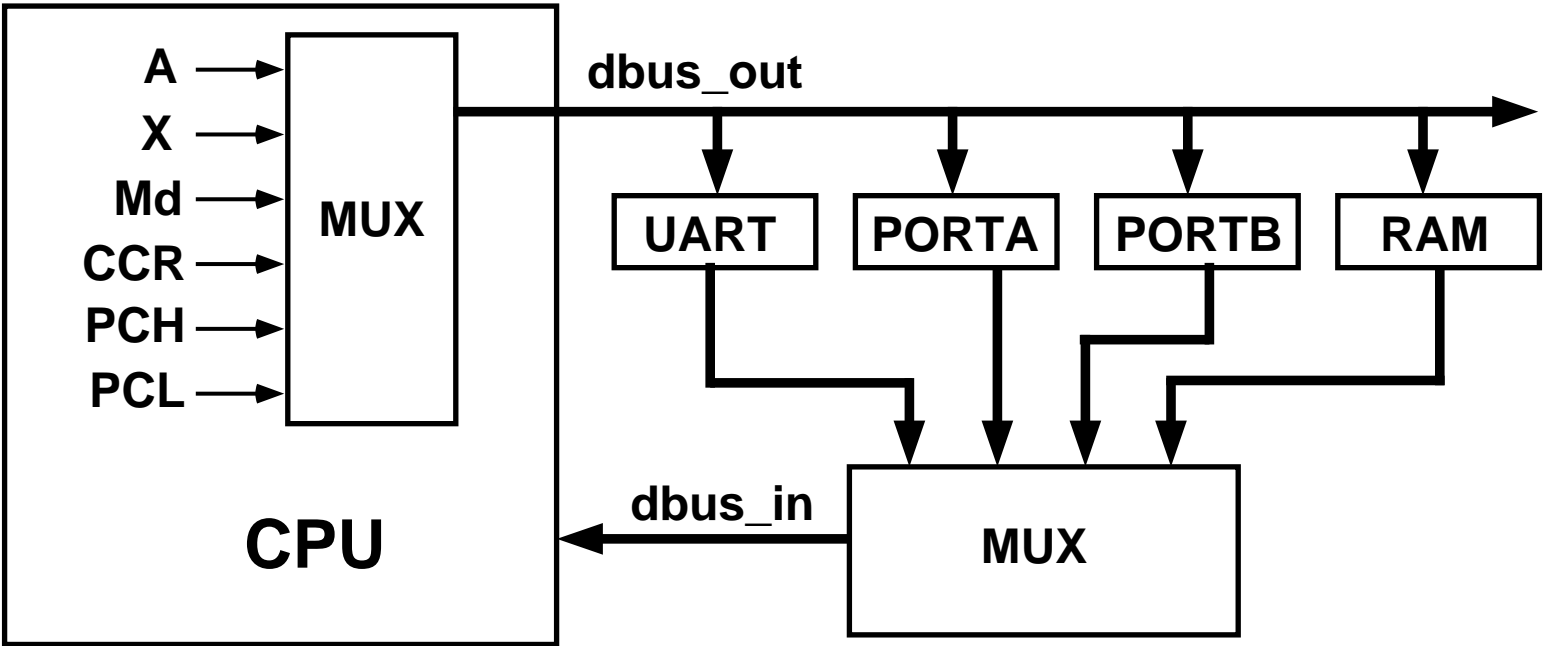 A
dbus_out
X
Md
MUX
UART
PORTA
PORTB
RAM
CCR
PCH
PCL
dbus_in
CPU
MUX